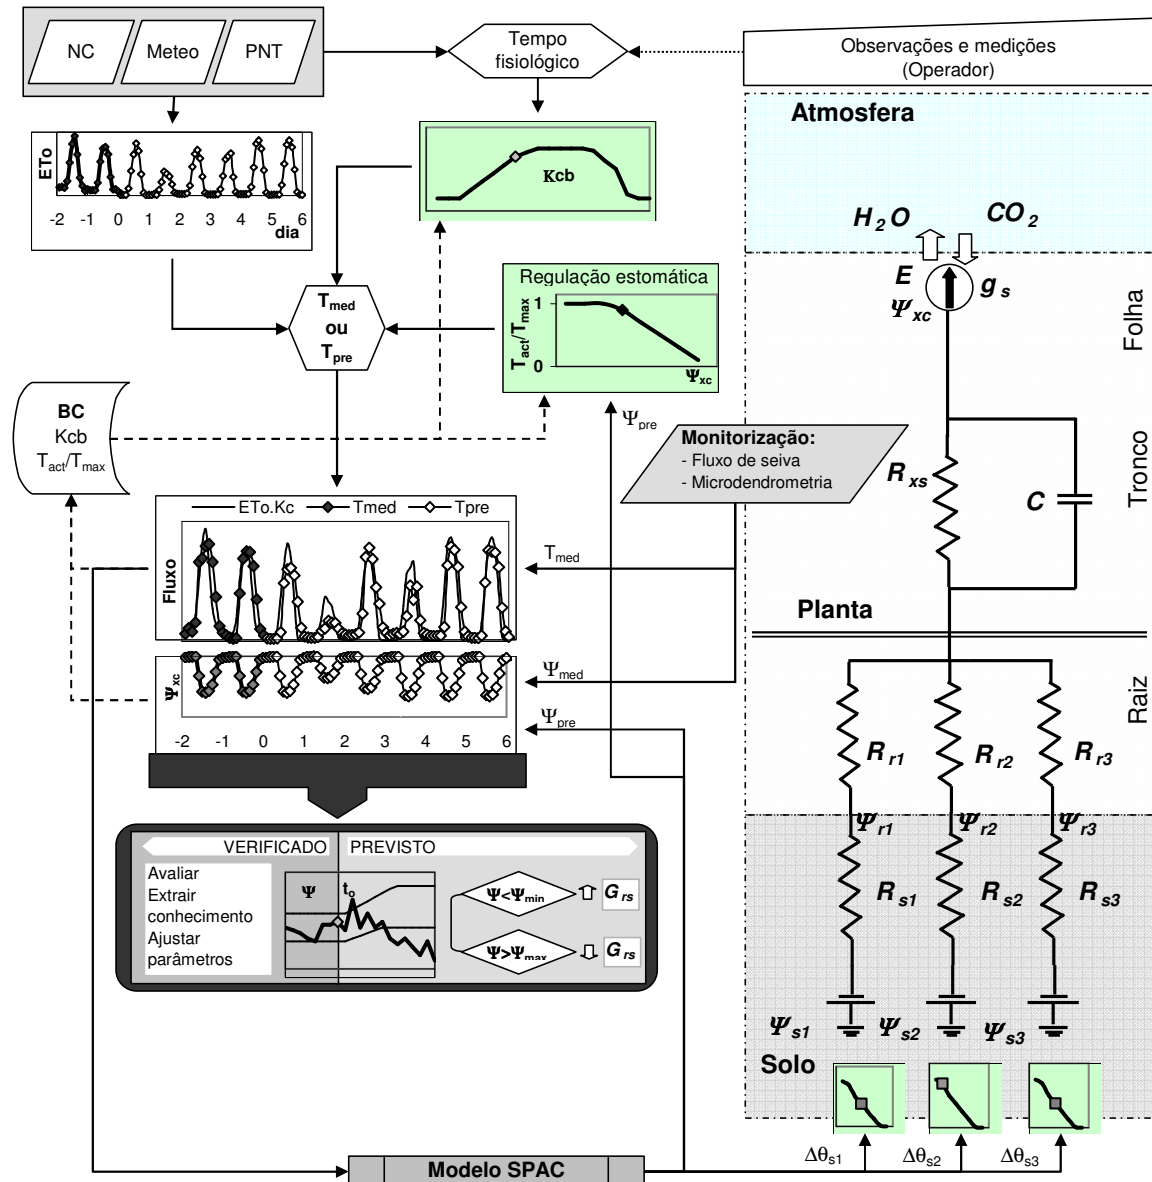 NC Meteo PNT
Tempo
fisiológico
Observações e medições
(Operador)
ETo
-2 -1 0 1 2 3 4 5 6
dia
Kcb
Atmosfera
H2O CO2
E
Ψxc
gs
Folha
Tmed
ou
Tpre
Regulação estomática
Tact/Tmax
1
0
Ψxc
BC
Kcb
Tact/Tmax
Ψpre
Monitorização:
- Fluxo de seiva
- Microdendrometria
Rxs
C
Tronco
ETo.Kc Tmed Tpre
Fluxo
Tmed
Planta
Ψxc
Ψmed
Ψpre
-2 -1 0 1 2 3 4 5 6
Raiz
Rr1 Rr2 Rr3
Ψr1 Ψr2 Ψr3
Rs1 Rs2 Rs3
Ψs1 Ψs2 Ψs3
Solo
VERIFICADO PREVISTO
Avaliar
Extrair
conhecimento
Ajustar
parâmetros
Ψ to
Ψ<Ψmin Grs
Ψ>Ψmax Grs
Δθs1 Δθs2 Δθs3
Modelo SPAC